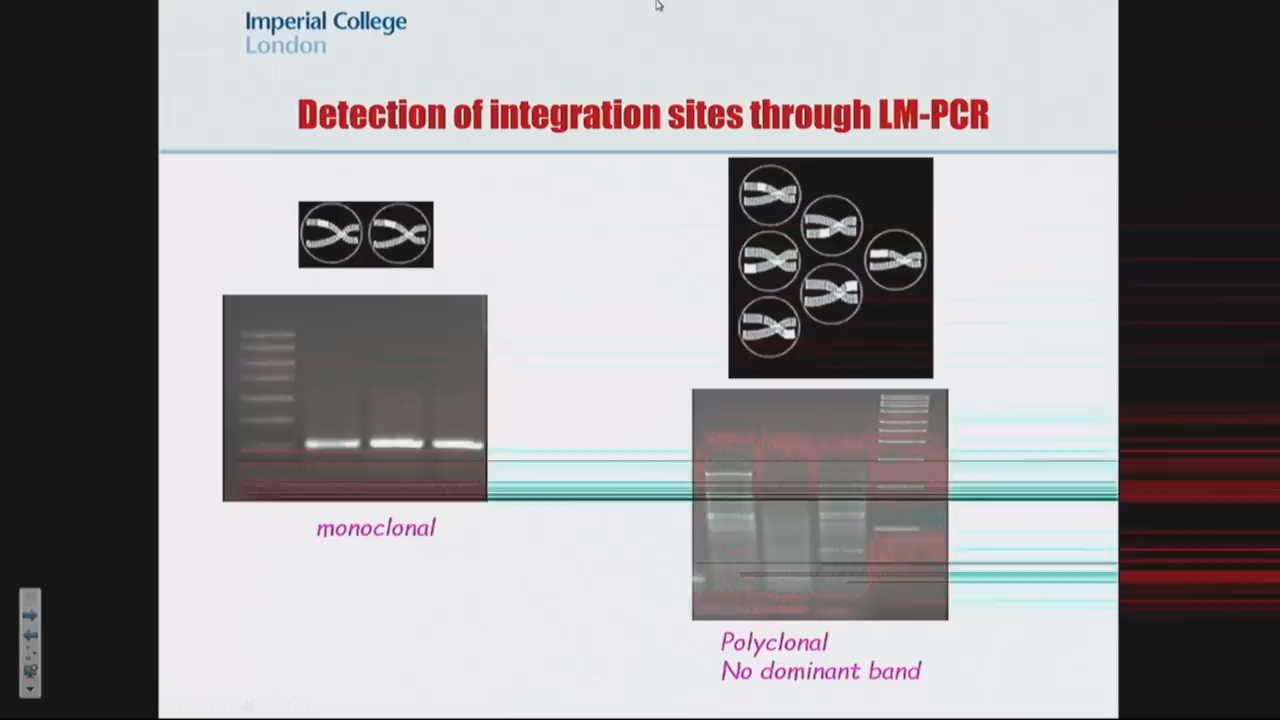 Imperial College
London
Detection of integration sites through LM-PCR
monoclonal
Polyclonal
No dominant band